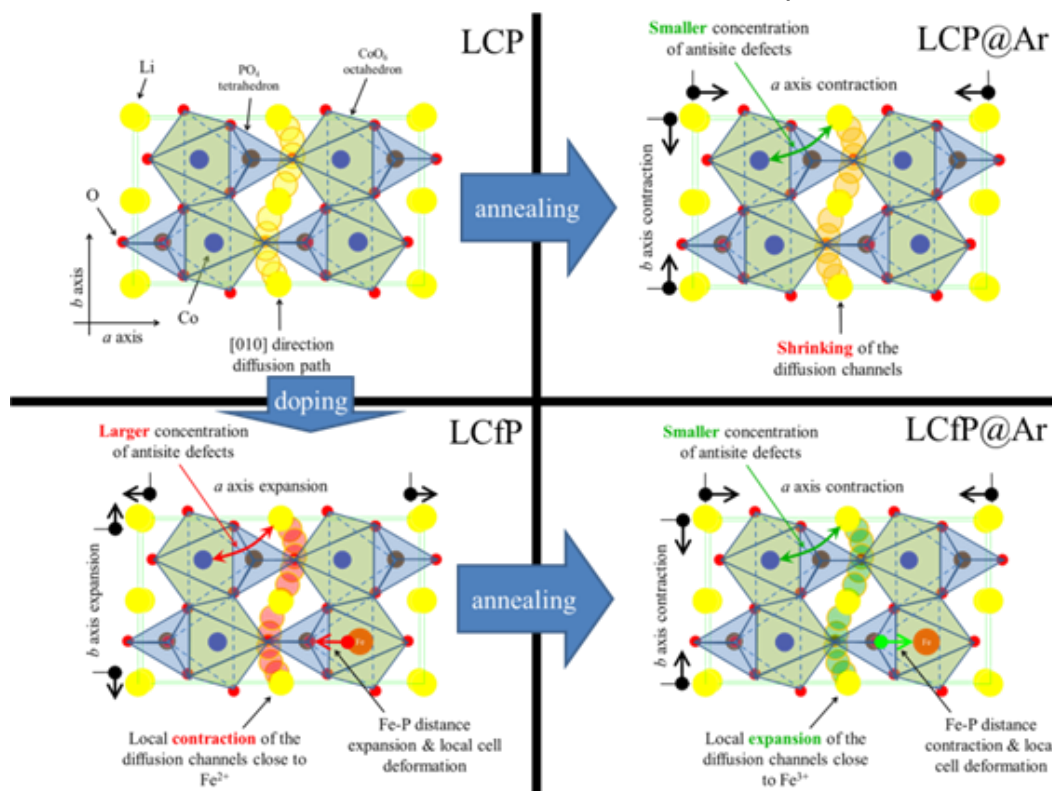 LCP
Li
PO₄
tetrahedron
CoO₆
octahedron
O
b axis
a axis
Co
[010] direction
diffusion path
annealing
LCP@Ar
Smaller concentration
of antisite defects
a axis contraction
b axis contraction
Shrinking of the
diffusion channels
doping
LCfP
Larger concentration
of antisite defects
a axis expansion
b axis expansion
Fe
Local contraction of the
diffusion channels close to
Fe²⁺
Fe-P distance
expansion & local cell
deformation
annealing
LCfP@Ar
Smaller concentration
of antisite defects
a axis contraction
b axis contraction
Fe
Local expansion of the
diffusion channels close
to Fe³⁺
Fe-P distance
contraction & local
cell deformation